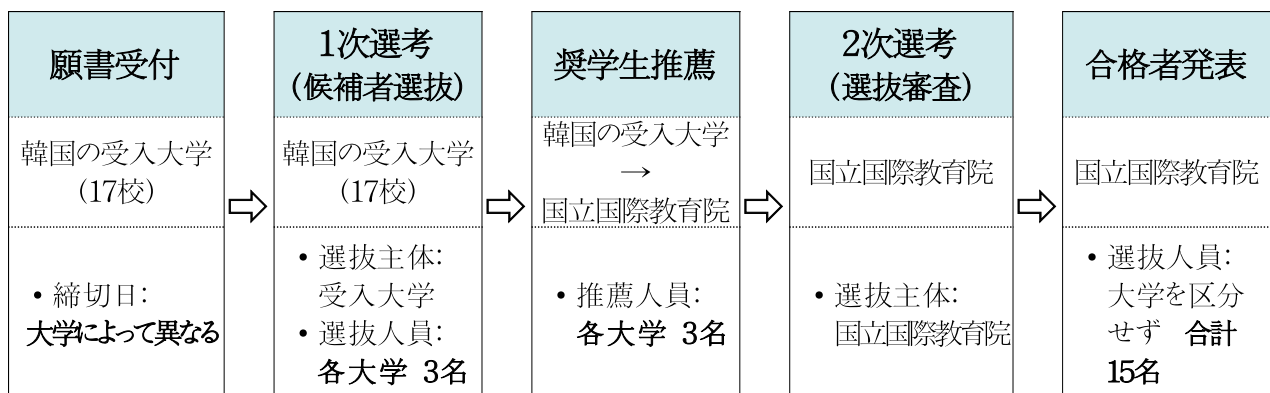 願書受付
韓国の受入大学
(17校)
• 締切日:
大学によって異なる
⇨
1次選考
(候補者選抜)
韓国の受入大学
(17校)
• 選抜主体:
受入大学
• 選抜人員:
各大学 3名
⇨
奨学生推薦
韓国の受入大学
→
国立国際教育院
• 推薦人員:
各大学 3名
⇨
2次選考
(選抜審査)
国立国際教育院
• 選抜主体:
国立国際教育院
⇨
合格者発表
国立国際教育院
• 選抜人員:
大学を区分
せず 合計
15名